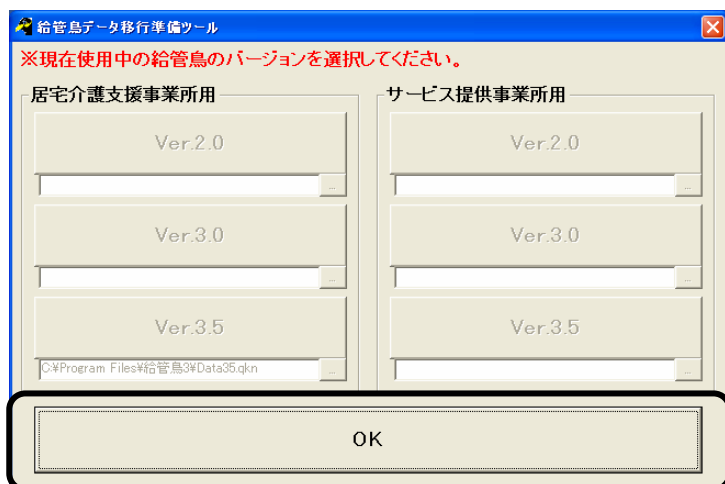 給管鳥データ移行準備ツール
※現在使用中の給管鳥のバージョンを選択してください。
居宅介護支援事業所用
サービス提供事業所用
Ver.2.0
Ver.2.0
...
...
Ver.3.0
Ver.3.0
...
...
Ver.3.5
Ver.3.5
C:¥Program Files¥給管鳥3¥Data35.qkn
...
...
OK